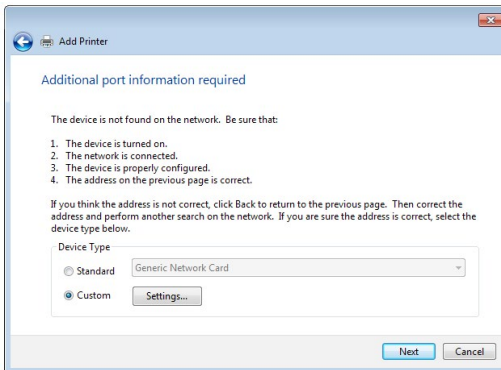 Add Printer
Additional port information required
The device is not found on the network. Be sure that:
1. The device is turned on.
2. The network is connected.
3. The device is properly configured.
4. The address on the previous page is correct.
If you think the address is not correct, click Back to return to the previous page. Then correct the
address and perform another search on the network. If you are sure the address is correct, select the
device type below.
Device Type
Standard Generic Network Card
Custom Settings...
Next Cancel